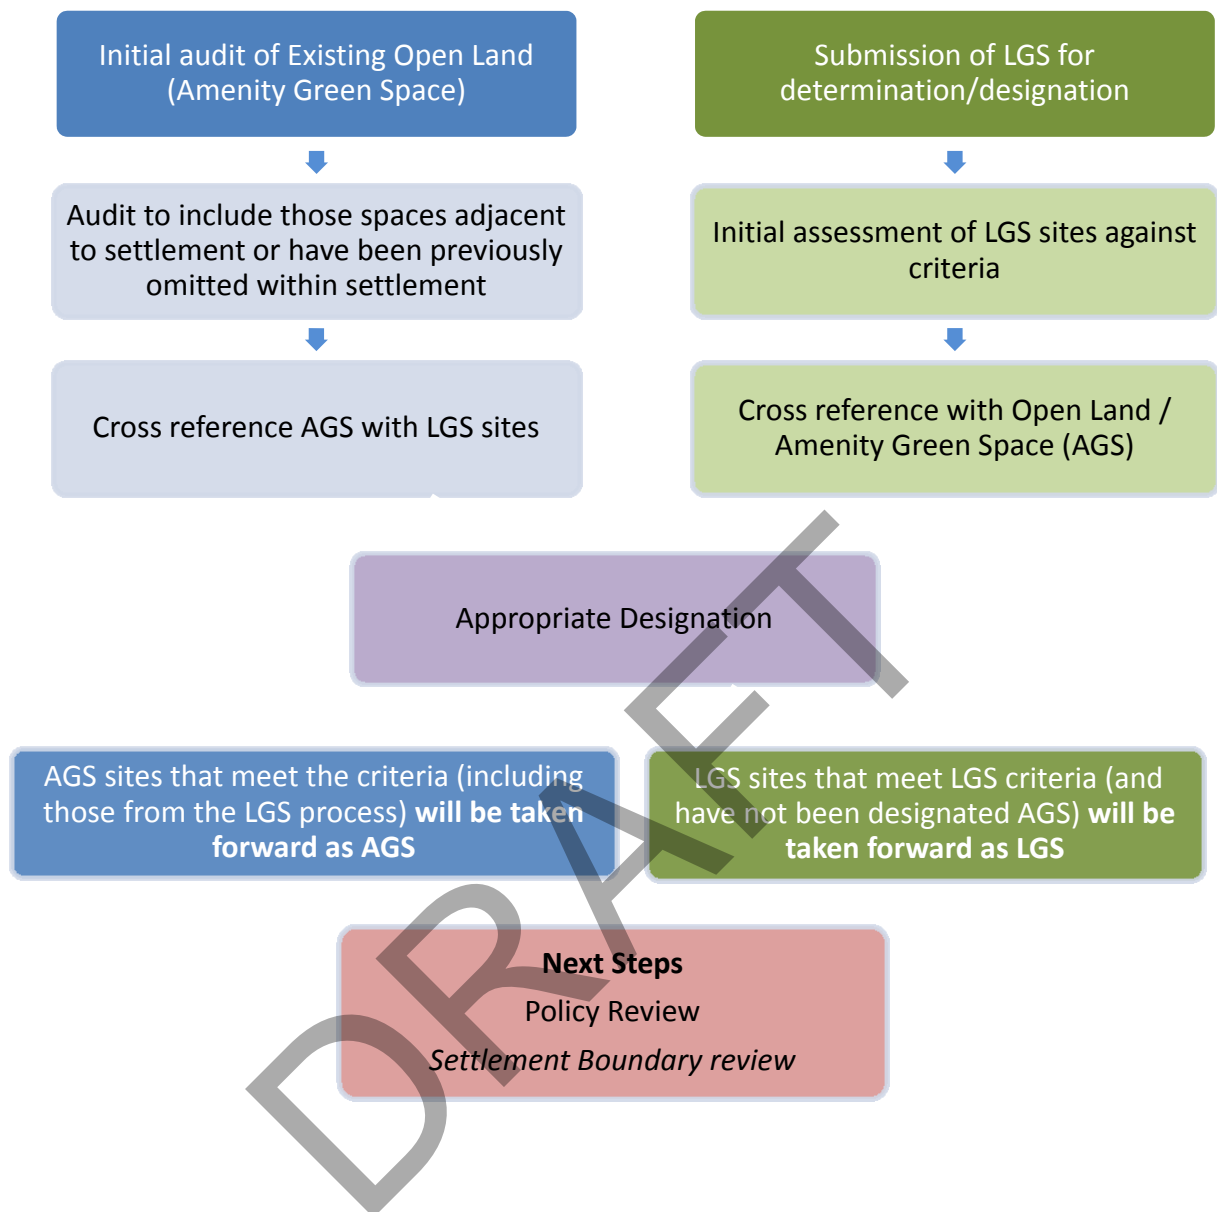 Initial audit of Existing Open Land
(Amenity Green Space)
Submission of LGS for
determination/designation
Audit to include those spaces adjacent
to settlement or have been previously
omitted within settlement
Initial assessment of LGS sites against
criteria
Cross reference AGS with LGS sites
Cross reference with Open Land /
Amenity Green Space (AGS)
Appropriate Designation
AGS sites that meet the criteria (including
those from the LGS process) will be taken
forward as AGS
LGS sites that meet LGS criteria (and
have not been designated AGS) will be
taken forward as LGS
Next Steps
Policy Review
Settlement Boundary review
DRAFT